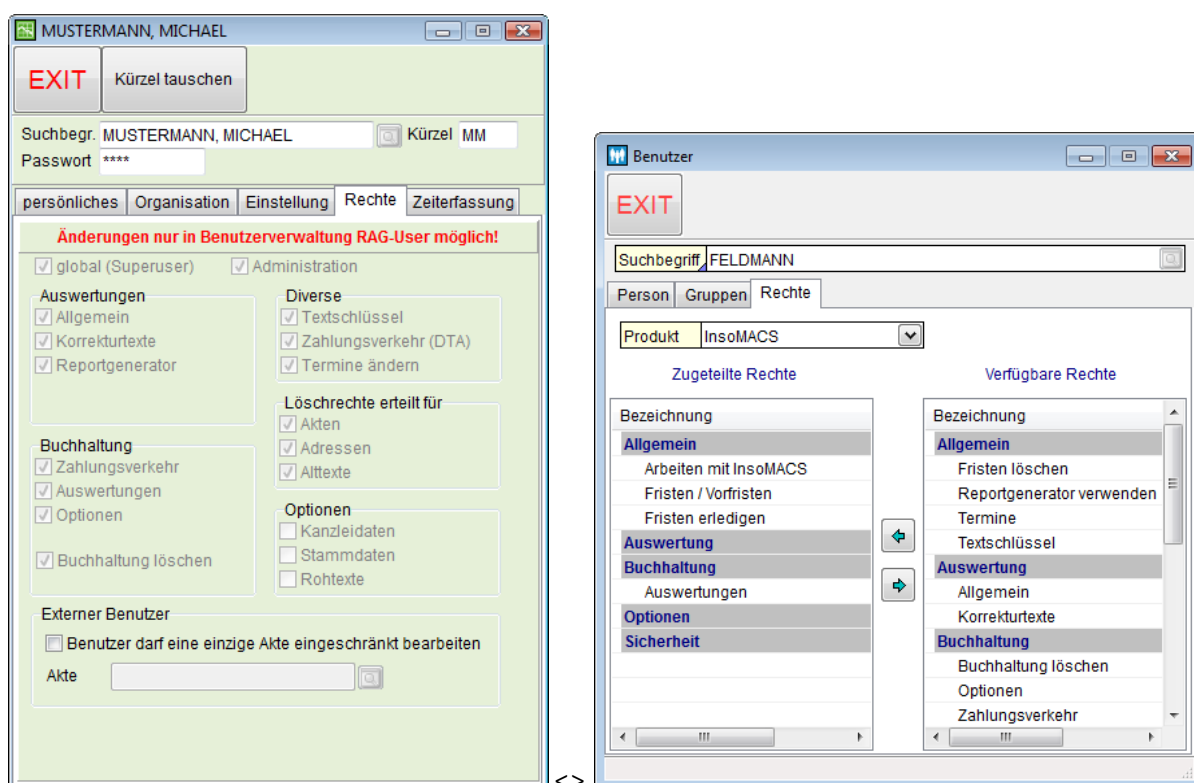 MUSTERMANN, MICHAEL
EXIT Kürzel tauschen
Suchbegr. MUSTERMANN, MICHAEL Kürzel MM
Passwort ****
persönliches Organisation Einstellung Rechte Zeiterfassung
Änderungen nur in Benutzerverwaltung RAG-User möglich!
global (Superuser) Administration
Auswertungen
Allgemein
Korrekturtexte
Reportgenerator
Diverse
Textschlüssel
Zahlungsverkehr (DTA)
Termine ändern
Löschrechte erteilt für
Akten
Adressen
Alttexte
Buchhaltung
Zahlungsverkehr
Auswertungen
Optionen
Buchhaltung löschen
Optionen
Kanzleidaten
Stammdaten
Rohtexte
Externer Benutzer
Benutzer darf eine einzige Akte eingeschränkt bearbeiten
Akte
<>
Benutzer
EXIT
Suchbegriff FELDMANN
Person Gruppen Rechte
Produkt InsoMACS
Zugeteilte Rechte
Bezeichnung
Allgemein
Arbeiten mit InsoMACS
Fristen / Vorfristen
Fristen erledigen
Auswertung
Buchhaltung
Auswertungen
Optionen
Sicherheit
Verfügbare Rechte
Bezeichnung
Allgemein
Fristen löschen
Reportgenerator verwenden
Termine
Textschlüssel
Auswertung
Allgemein
Korrekturtexte
Buchhaltung
Buchhaltung löschen
Optionen
Zahlungsverkehr